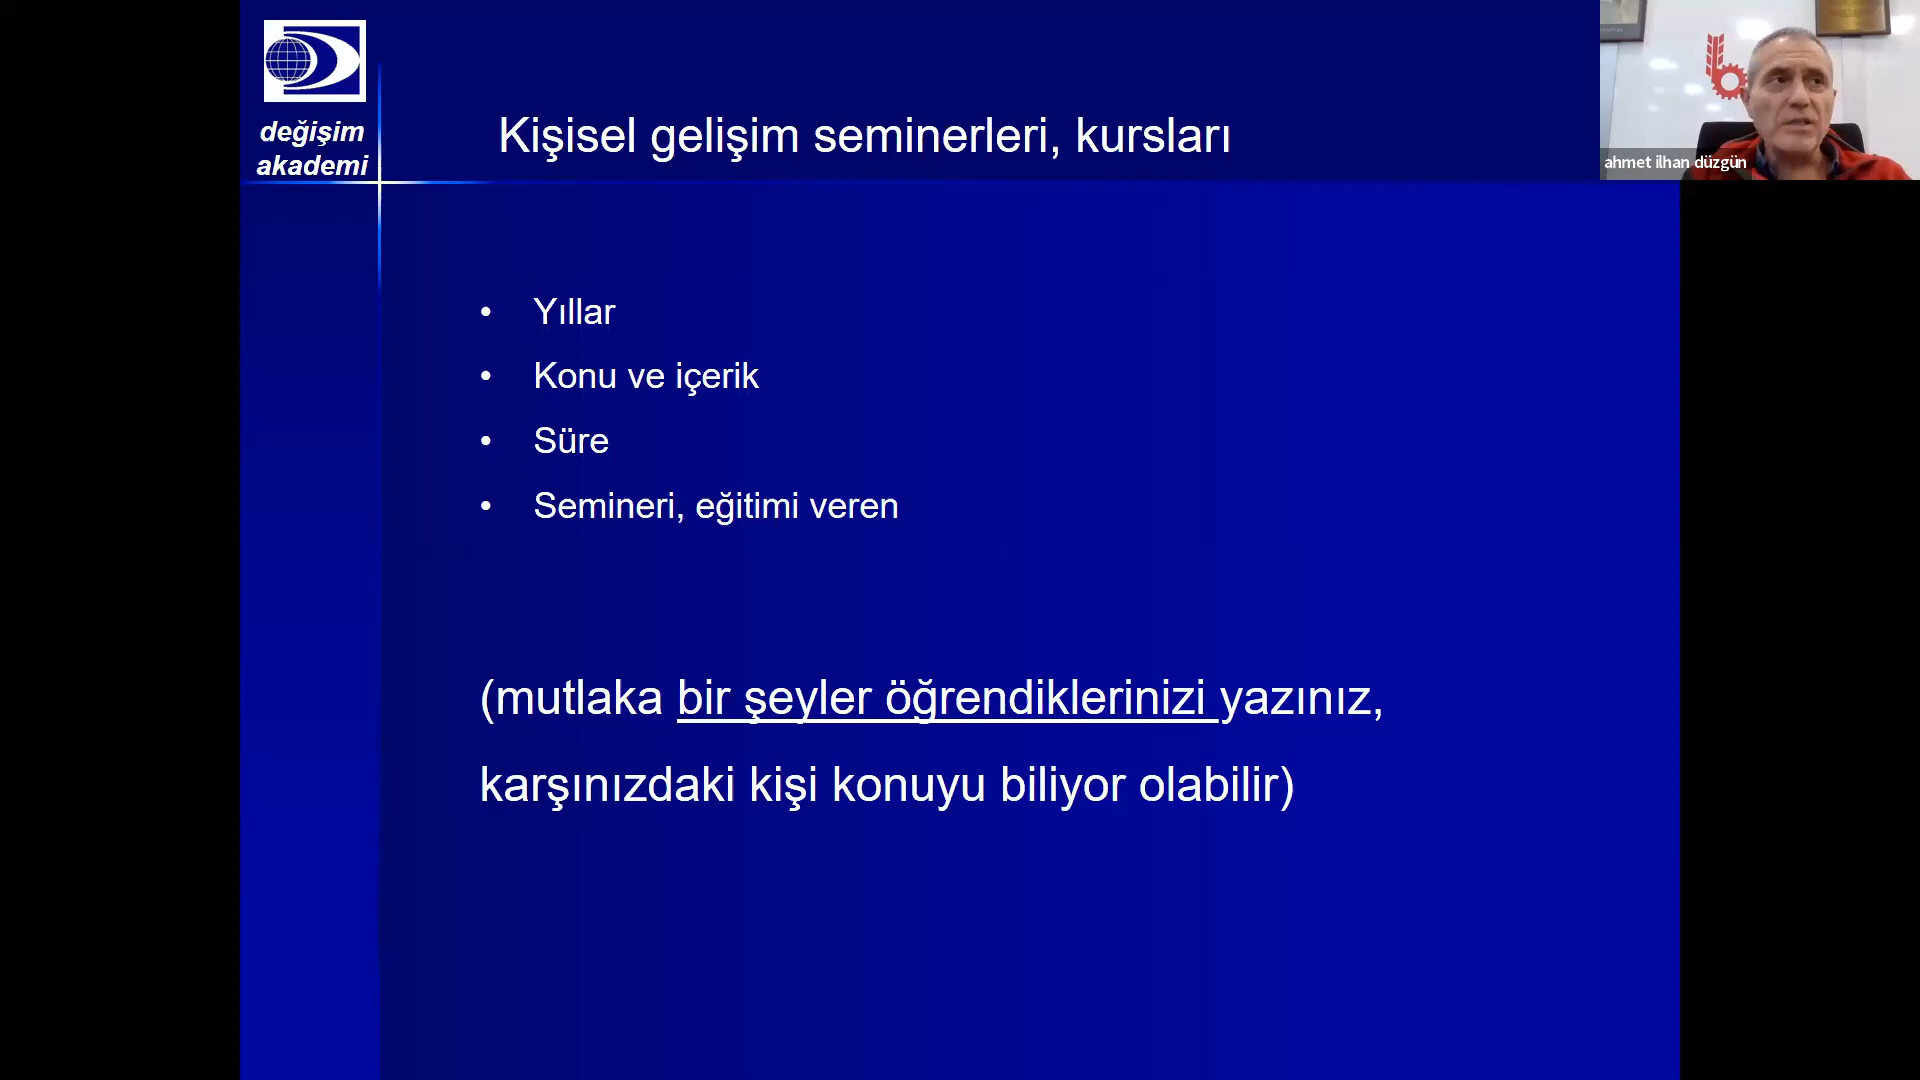 değişim
akademi
Kişisel gelişim seminerleri, kursları
ahmet ilhan düzgün
• Yıllar
• Konu ve içerik
• Süre
• Semineri, eğitimi veren
(mutlaka bir şeyler öğrendiklerinizi yazınız,
karşınızdaki kişi konuyu biliyor olabilir)